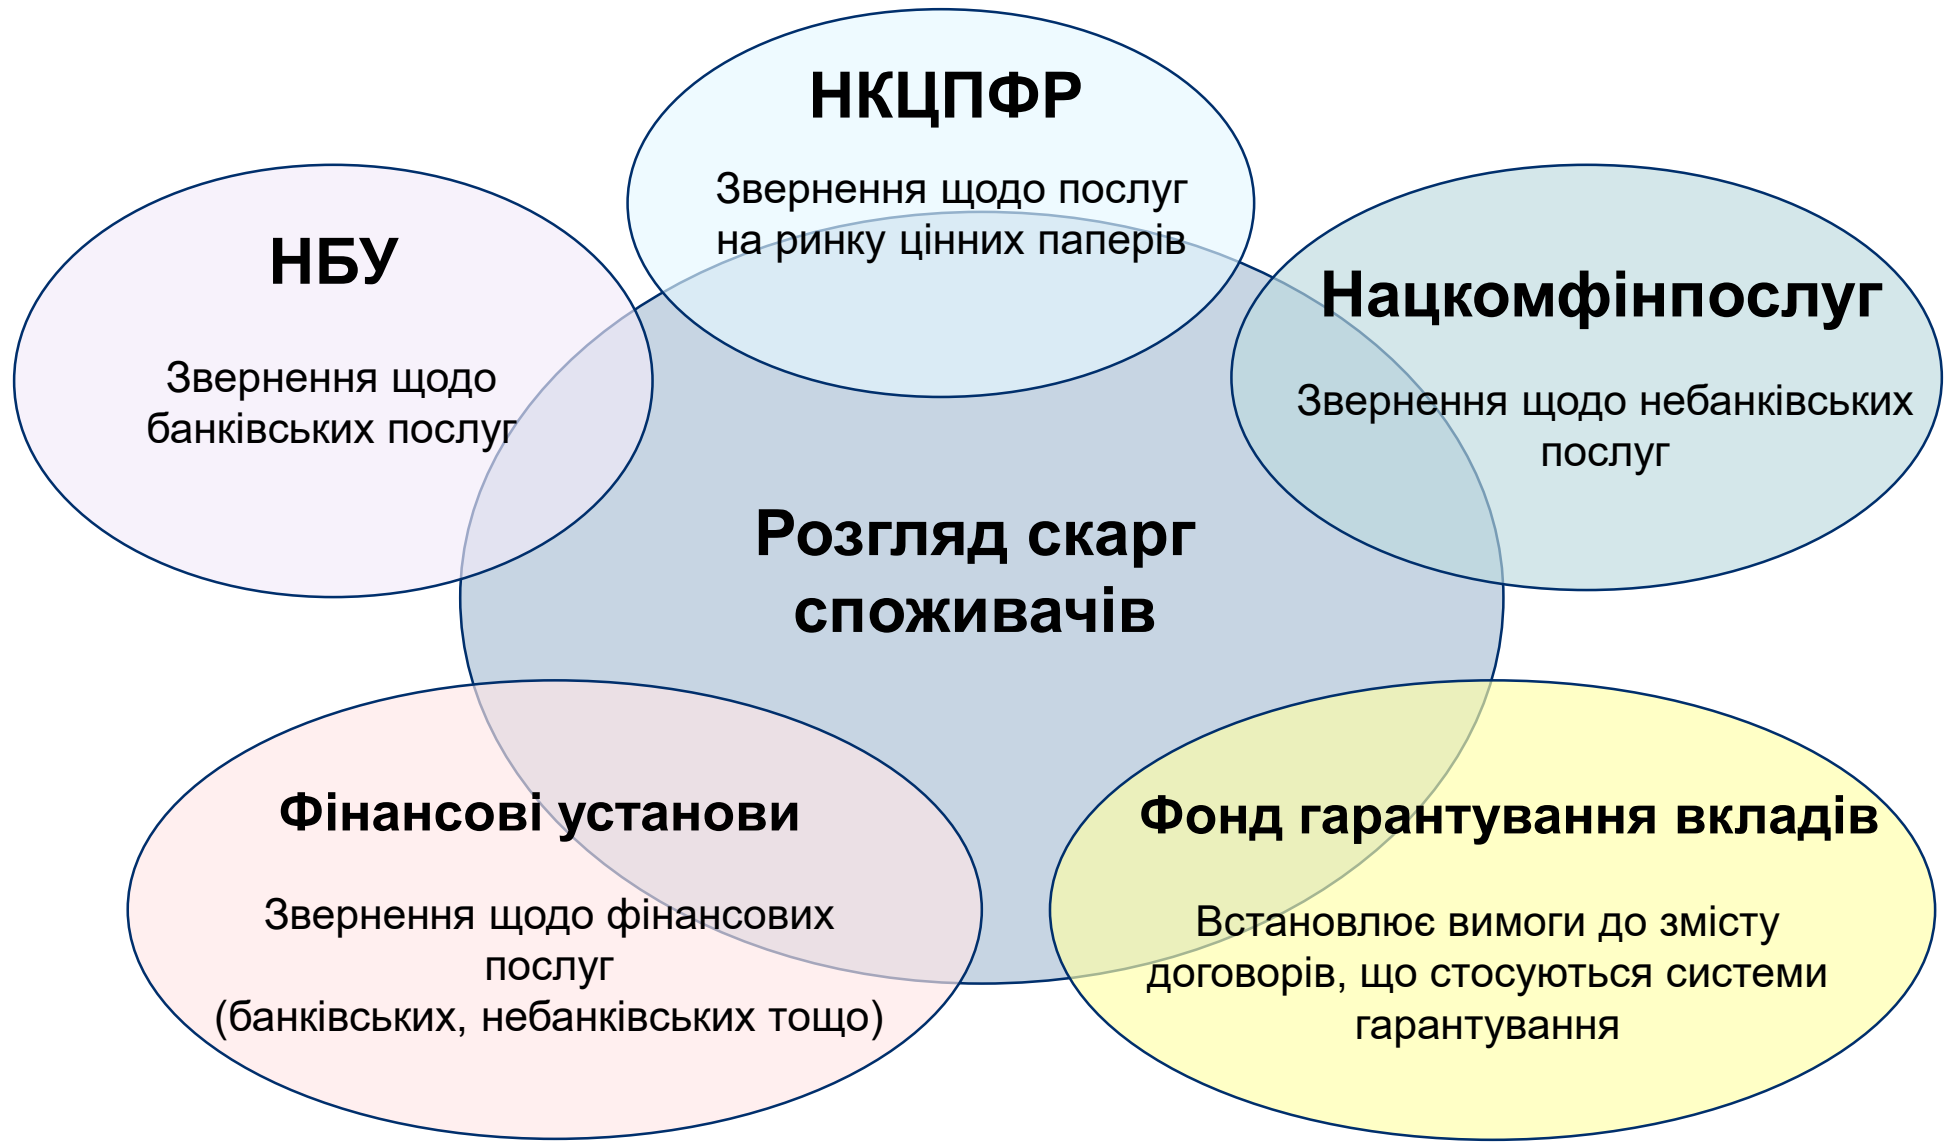 НКЦПФР
Звернення щодо послуг
на ринку цінних паперів
НБУ
Звернення щодо
банківських послуг
Нацкомфінпослуг
Звернення щодо небанківських
послуг
Розгляд скарг
споживачів
Фінансові установи
Звернення щодо фінансових
послуг
(банківських, небанківських тощо)
Фонд гарантування вкладів
Встановлює вимоги до змісту
договорів, що стосуються системи
гарантування